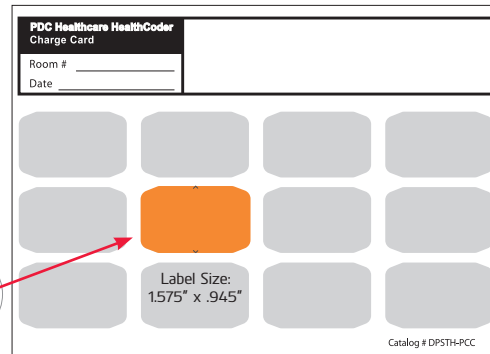 PDC Healthcare HealthCoder
Charge Card
Room #
Date
Label Size:
1.575" x .945"
Catalog # DPSTH-PCC